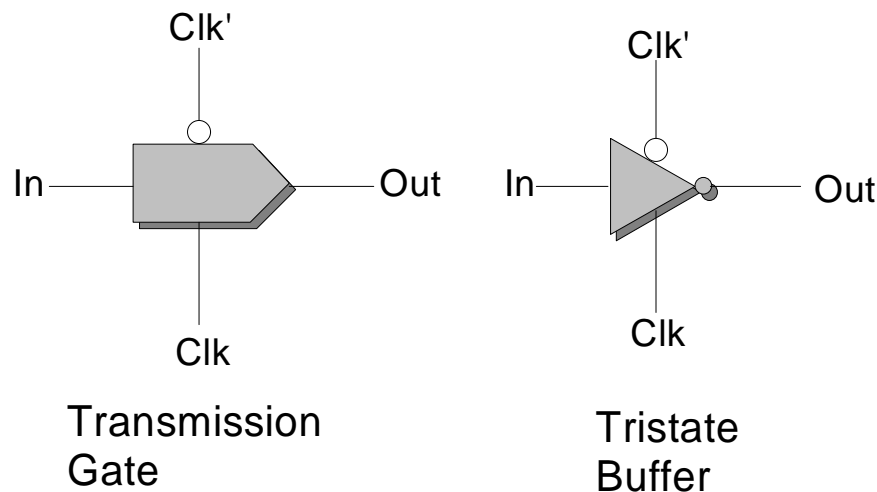 Clk'
In
Out
Clk
Transmission
Gate
Clk'
In
Out
Clk
Tristate
Buffer